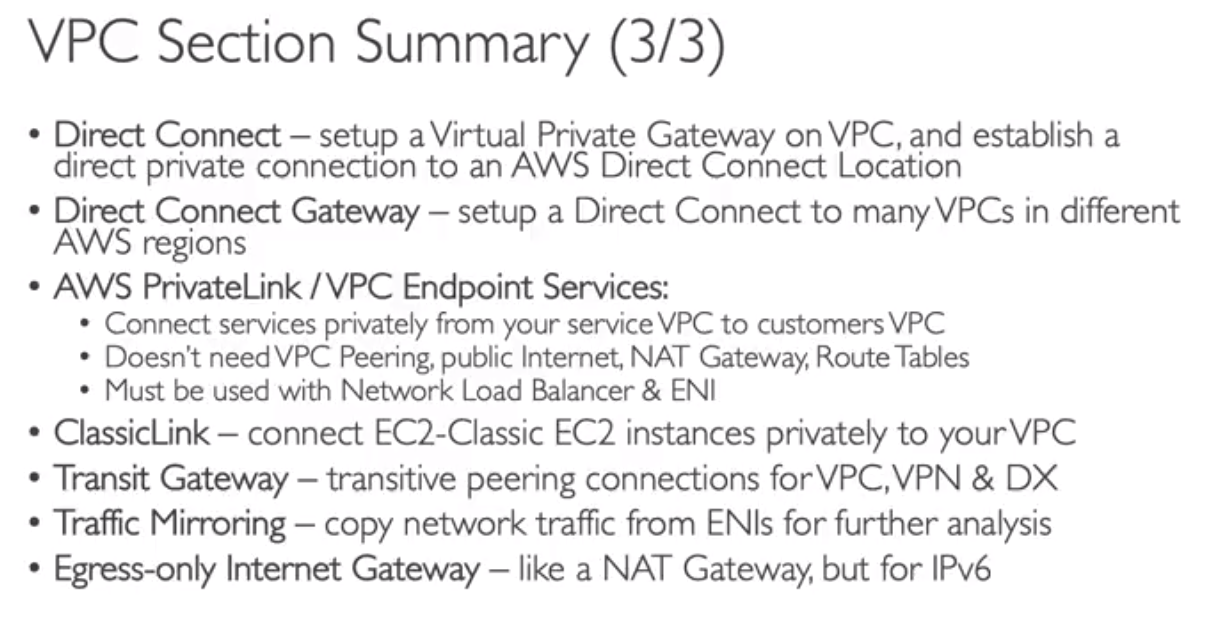 VPC Section Summary (3/3)
• Direct Connect – setup a Virtual Private Gateway on VPC, and establish a
direct private connection to an AWS Direct Connect Location
• Direct Connect Gateway – setup a Direct Connect to many VPCs in different
AWS regions
• AWS PrivateLink / VPC Endpoint Services:
• Connect services privately from your service VPC to customers VPC
• Doesn't need VPC Peering, public Internet, NAT Gateway, Route Tables
• Must be used with Network Load Balancer & ENI
• ClassicLink – connect EC2-Classic EC2 instances privately to your VPC
• Transit Gateway – transitive peering connections for VPC, VPN & DX
• Traffic Mirroring – copy network traffic from ENIs for further analysis
• Egress-only Internet Gateway – like a NAT Gateway, but for IPv6